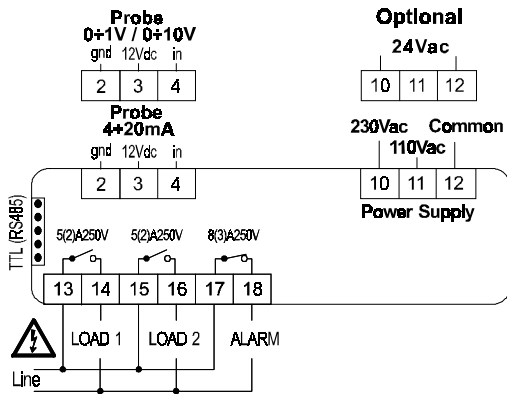 Probe
0÷1V / 0÷10V
gnd 12Vdc in
2 3 4
Optional
24Vac
10 11 12
Probe
4÷20mA
gnd 12Vdc in
2 3 4
230Vac Common
110Vac
10 11 12
Power Supply
TTL (RS485)
5(2)A250V 5(2)A250V 8(3)A250V
13 14 15 16 17 18
LOAD 1 LOAD 2 ALARM
Line